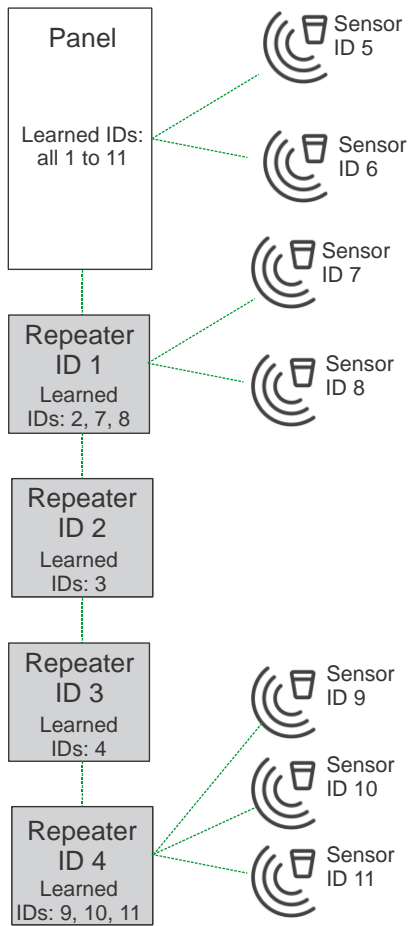 Panel
Learned IDs:
all 1 to 11
Sensor
ID 5
Sensor
ID 6
Sensor
ID 7
Sensor
ID 8
Repeater
ID 1
Learned
IDs: 2, 7, 8
Repeater
ID 2
Learned
IDs: 3
Repeater
ID 3
Learned
IDs: 4
Sensor
ID 9
Sensor
ID 10
Sensor
ID 11
Repeater
ID 4
Learned
IDs: 9, 10, 11